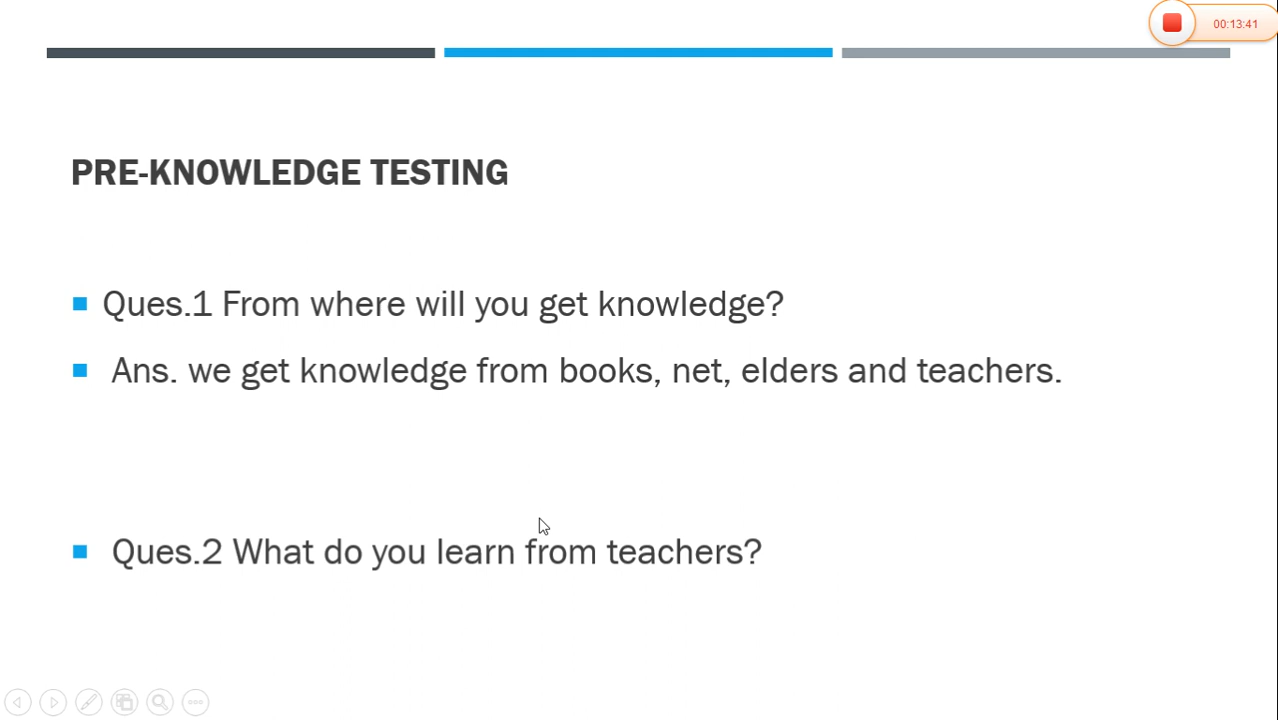 00:13:41
PRE-KNOWLEDGE TESTING
Ques.1 From where will you get knowledge?
Ans. we get knowledge from books, net, elders and teachers.
Ques.2 What do you learn from teachers?